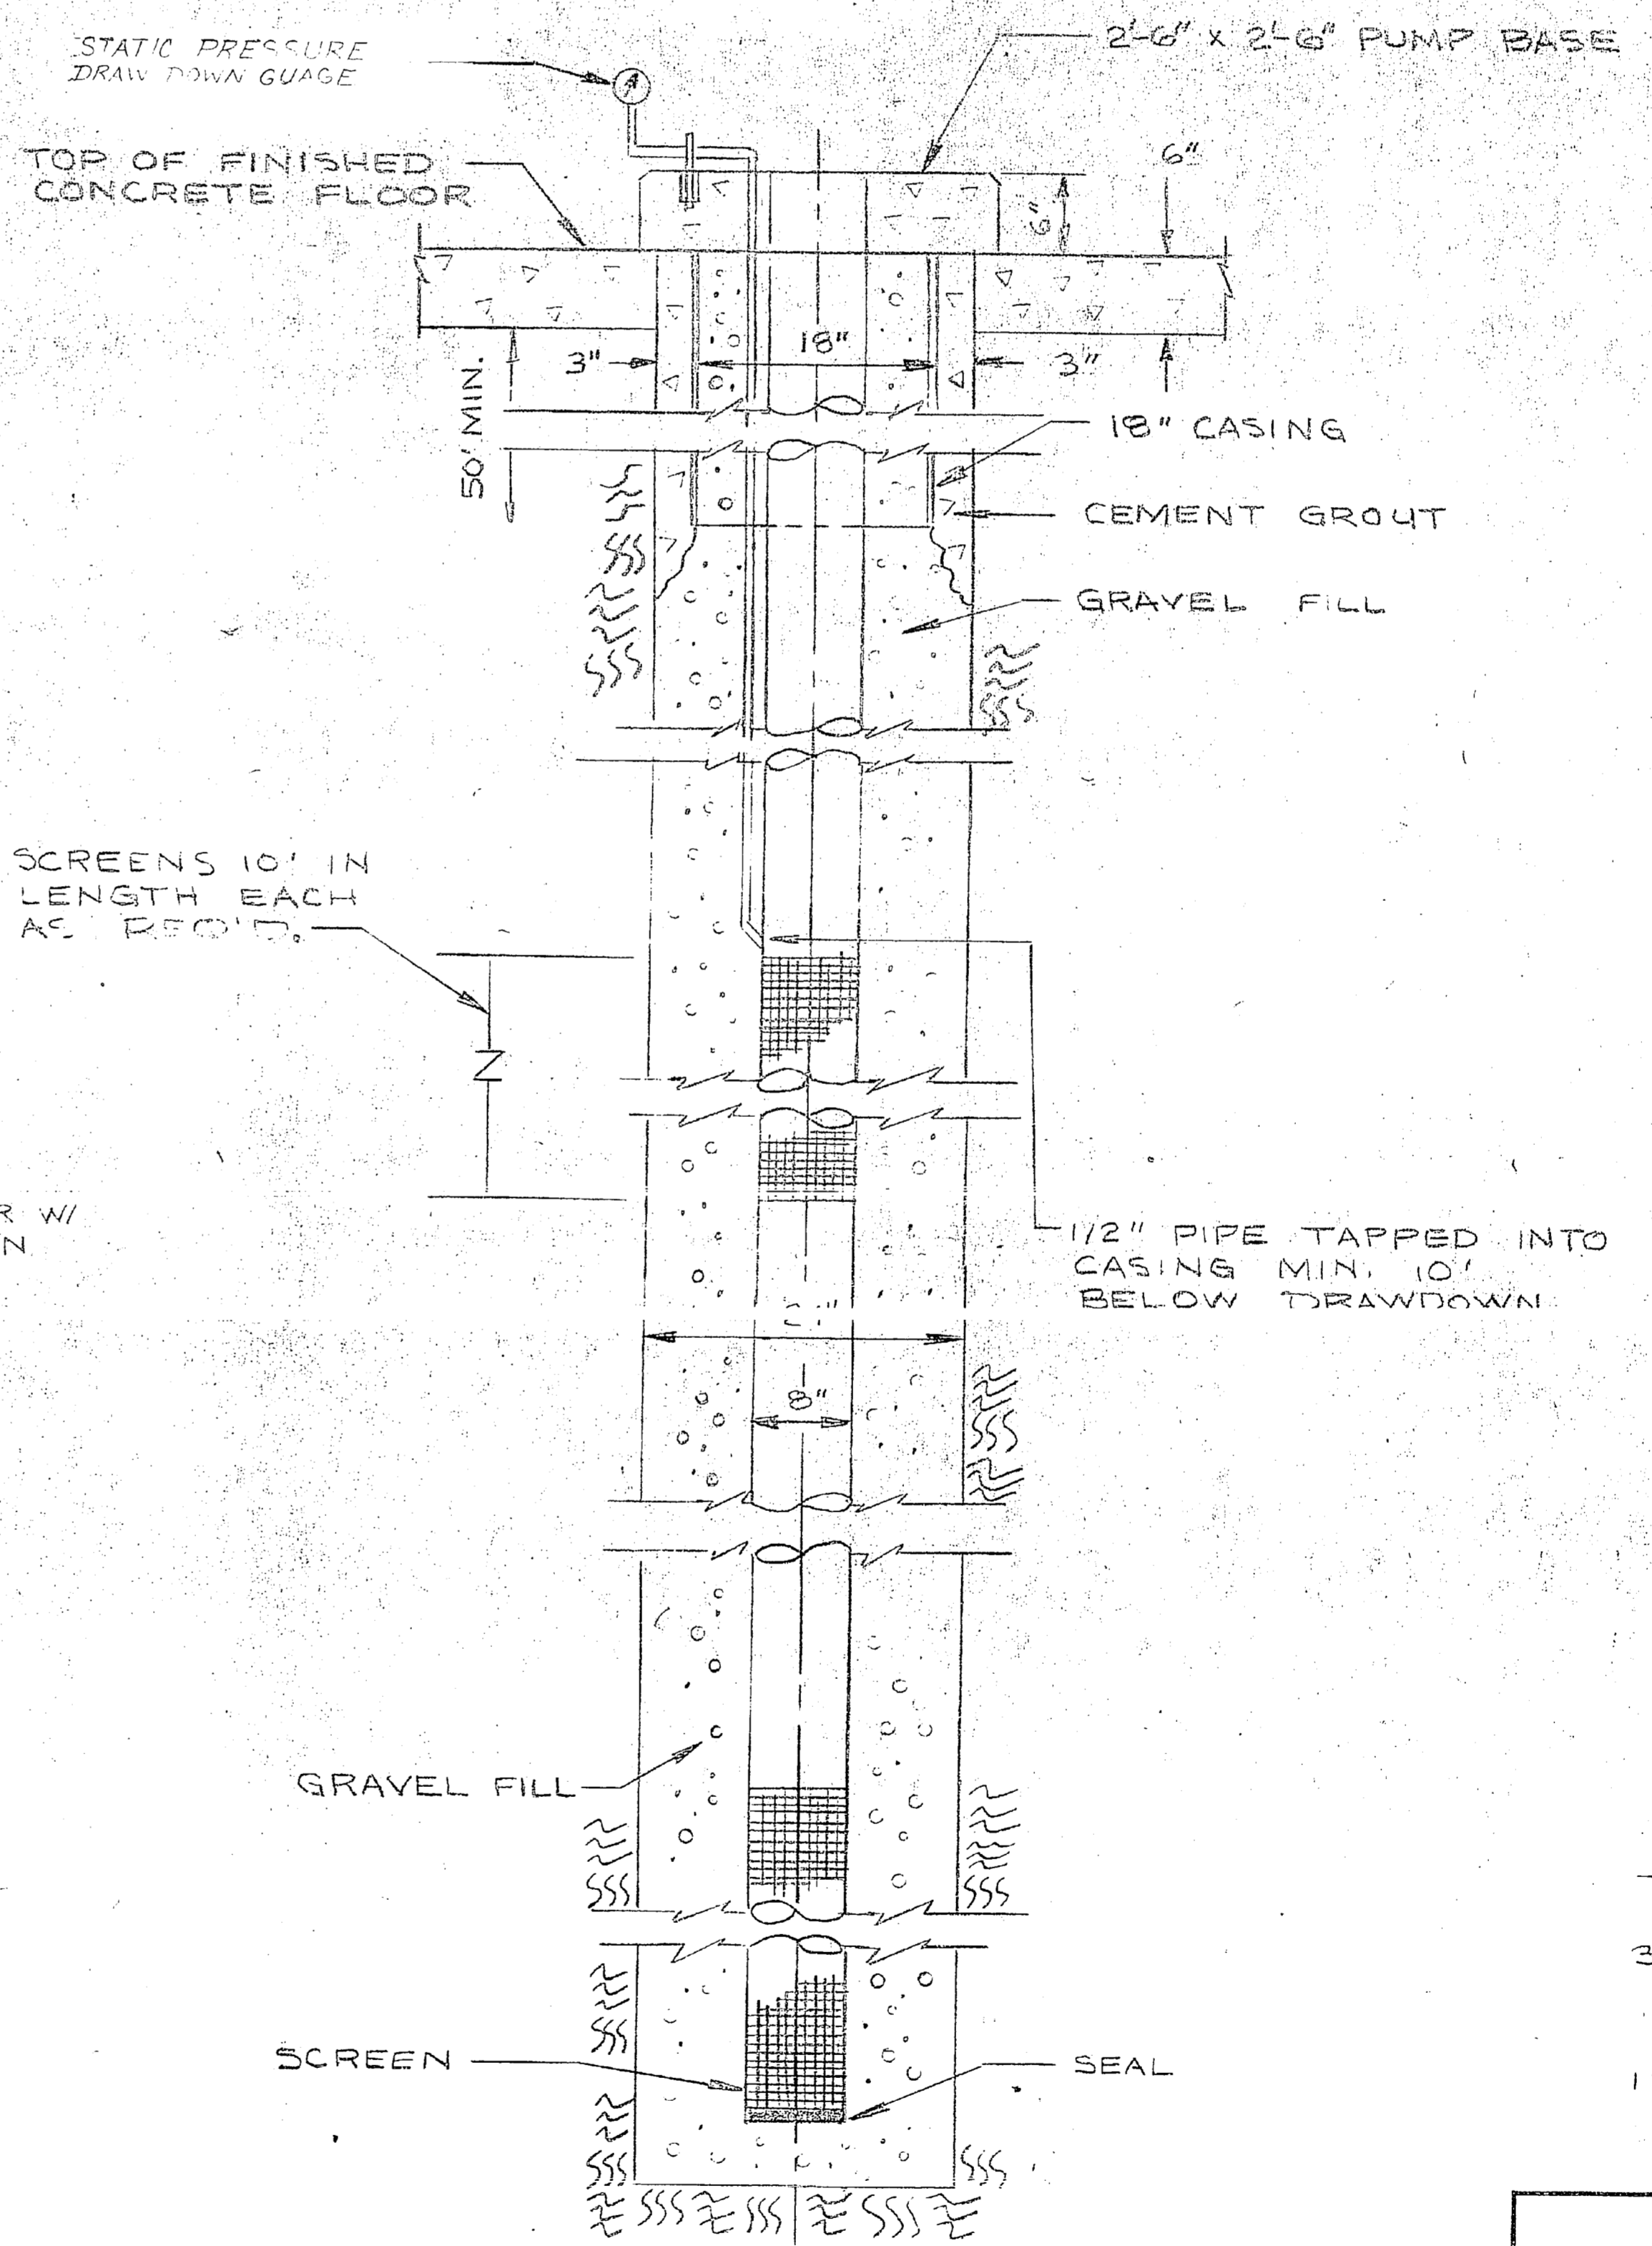 STATIC PRESSURE
DRAW DOWN GUAGE
2'-6" x 2'-6" PUMP BASE
TOP OF FINISHED
CONCRETE FLOOR
6"
6"
3"
18"
3"
50' MIN.
18" CASING
CEMENT GROUT
GRAVEL FILL
SCREENS 10' IN
LENGTH EACH
AS REQ'D.
Z
R W/
N
1/2" PIPE TAPPED INTO
CASING MIN. 10'
BELOW DRAWDOWN
8"
GRAVEL FILL
3
SCREEN
SEAL
1